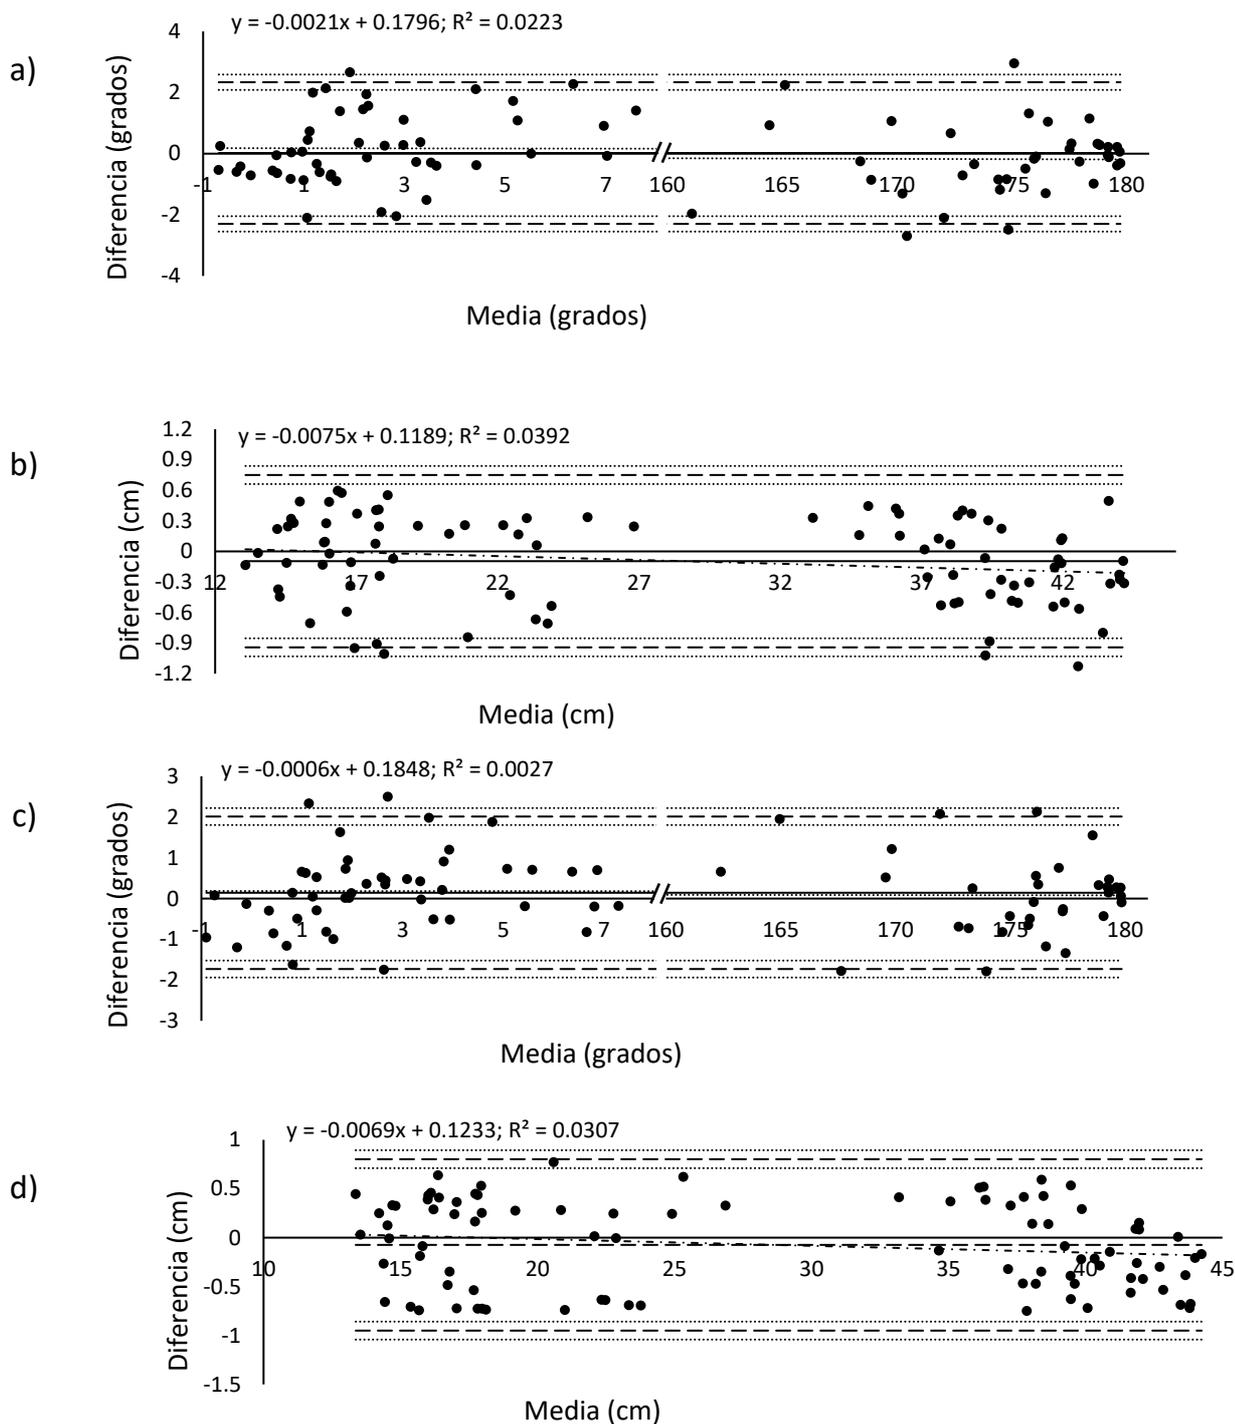 y = -0.0021x + 0.1796; R² = 0.0223
a)
4
2
0
-2
-4
-1 1 3 5 7 160 165 170 175 180
Diferencia (grados)
Media (grados)
y = -0.0075x + 0.1189; R² = 0.0392
b)
1.2
0.9
0.6
0.3
0
-0.3
-0.6
-0.9
-1.2
12 17 22 27 32 37 42
Diferencia (cm)
Media (cm)
y = -0.0006x + 0.1848; R² = 0.0027
c)
3
2
1
0
-1
-2
-3
-1 1 3 5 7 160 165 170 175 180
Diferencia (grados)
Media (grados)
y = -0.0069x + 0.1233; R² = 0.0307
d)
1
0.5
0
-0.5
-1
-1.5
10 15 20 25 30 35 40 45
Diferencia (cm)
Media (cm)